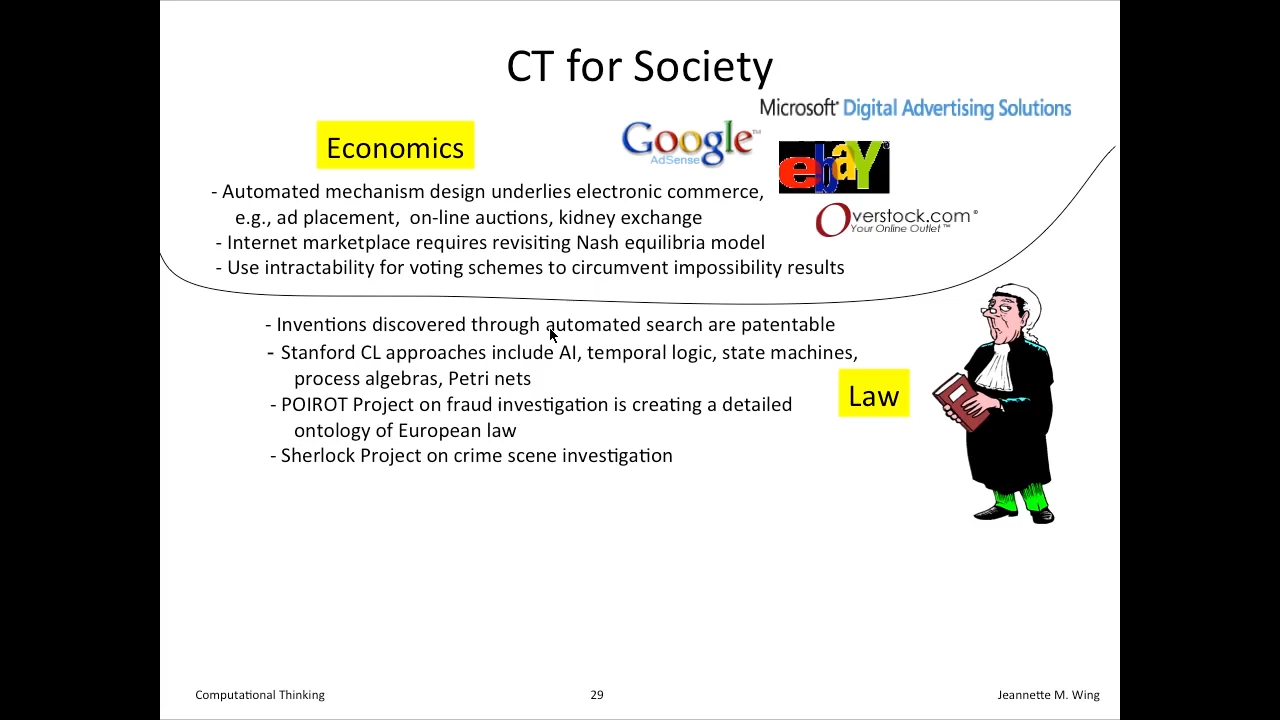 CT for Society
Microsoft® Digital Advertising Solutions
Google™
AdSense
Economics
ebaY®
- Automated mechanism design underlies electronic commerce,
e.g., ad placement, on-line auctions, kidney exchange
Overstock.com®
Your Online Outlet™
- Internet marketplace requires revisiting Nash equilibria model
- Use intractability for voting schemes to circumvent impossibility results
- Inventions discovered through automated search are patentable
- Stanford CL approaches include AI, temporal logic, state machines,
process algebras, Petri nets
Law
- POIROT Project on fraud investigation is creating a detailed
ontology of European law
- Sherlock Project on crime scene investigation
Computational Thinking
29
Jeannette M. Wing